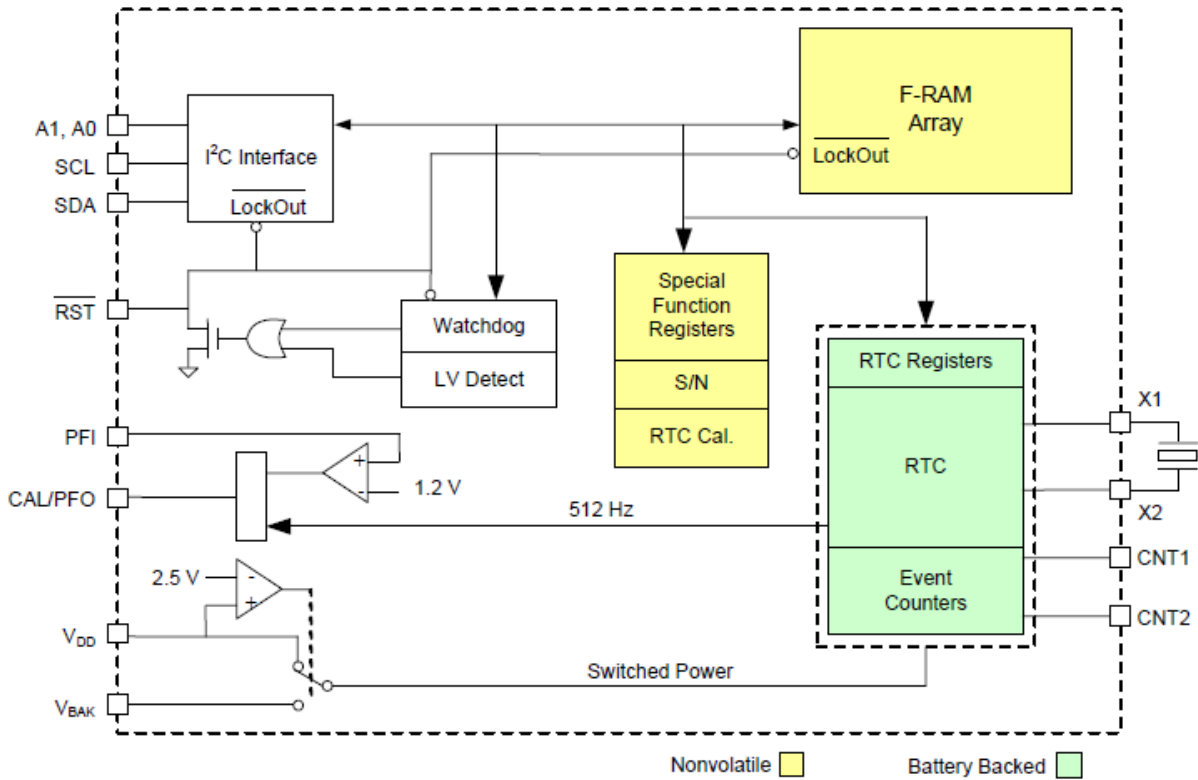 F-RAM
Array
LockOut
A1, A0
SCL
SDA
I²C Interface
LockOut
RST
Watchdog
LV Detect
Special
Function
Registers
S/N
RTC Cal.
RTC Registers
RTC
Event
Counters
X1
X2
CNT1
CNT2
PFI
CAL/PFO
1.2 V
512 Hz
2.5 V
VDD
VBAK
Switched Power
Nonvolatile
Battery Backed